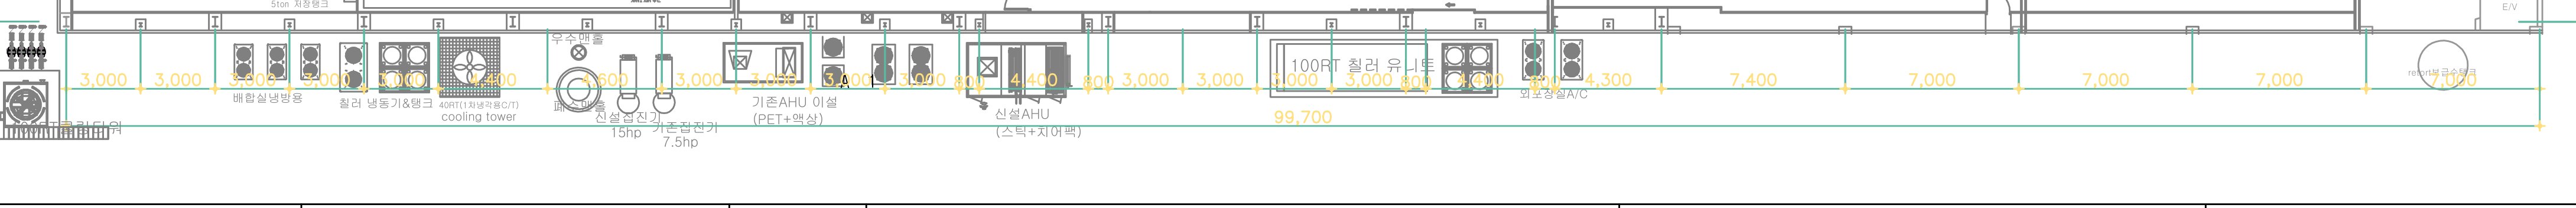 5ton 저장탱크
E/V
우수맨홀
3,000 3,000 3,000 3,000 3,000 4,400 4,600 3,000 3,000 3,000 3,000 800 4,400 800 3,000 3,000 3,000 3,000 800 4,400 800 4,300 7,400 7,000 7,000 7,000 7,000
100RT 칠러 유니트
배합실냉방용
칠러 냉동기&탱크
40RT(1차냉각용C/T)
cooling tower
폐수맨홀
신설집진기
15hp
기존집진기
7.5hp
기존AHU 이설
(PET+액상)
신설AHU
(스틱+치어팩)
외포장실A/C
99,700